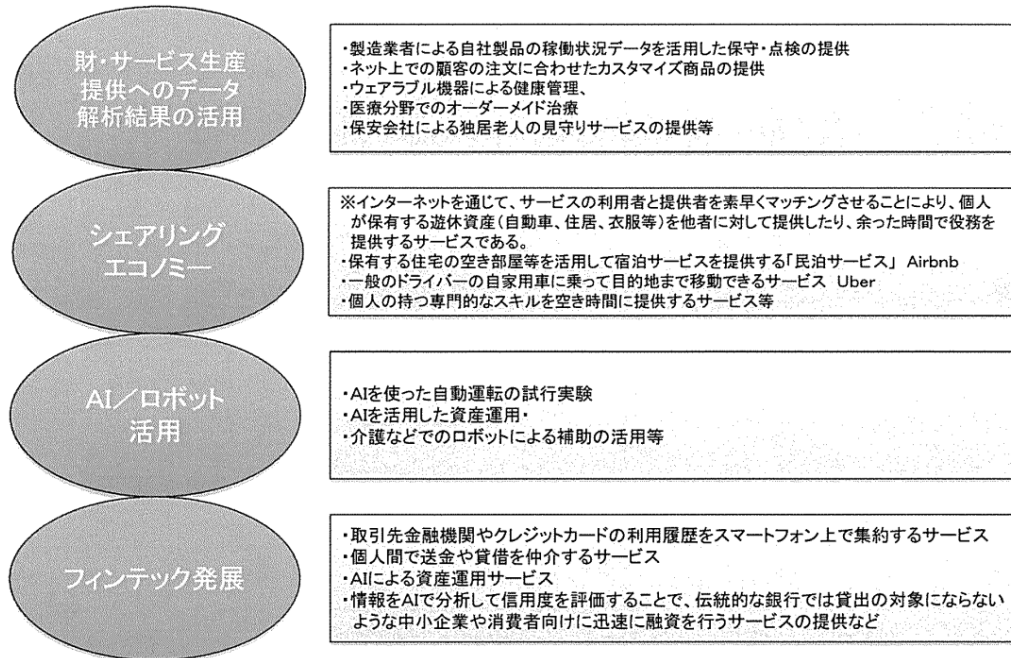 財・サービス生産
提供へのデータ
解析結果の活用
・製造業者による自社製品の稼働状況データを活用した保守・点検の提供
・ネット上での顧客の注文に合わせたカスタマイズ商品の提供
・ウェアラブル機器による健康管理、
・医療分野でのオーダーメイド治療
・保安会社による独居老人の見守りサービスの提供等
シェアリング
エコノミー
※インターネットを通じて、サービスの利用者と提供者を素早くマッチングさせることにより、個人
が保有する遊休資産(自動車、住居、衣服等)を他者に対して提供したり、余った時間で役務を
提供するサービスである。
・保有する住宅の空き部屋等を活用して宿泊サービスを提供する「民泊サービス」 Airbnb
・一般のドライバーの自家用車に乗って目的地まで移動できるサービス Uber
・個人の持つ専門的なスキルを空き時間に提供するサービス等
AI／ロボット
活用
・AIを使った自動運転の試行実験
・AIを活用した資産運用・
・介護などでのロボットによる補助の活用等
フィンテック発展
・取引先金融機関やクレジットカードの利用履歴をスマートフォン上で集約するサービス
・個人間で送金や貸借を仲介するサービス
・AIによる資産運用サービス
・情報をAIで分析して信用度を評価することで、伝統的な銀行では貸出の対象にならない
ような中小企業や消費者向けに迅速に融資を行うサービスの提供など